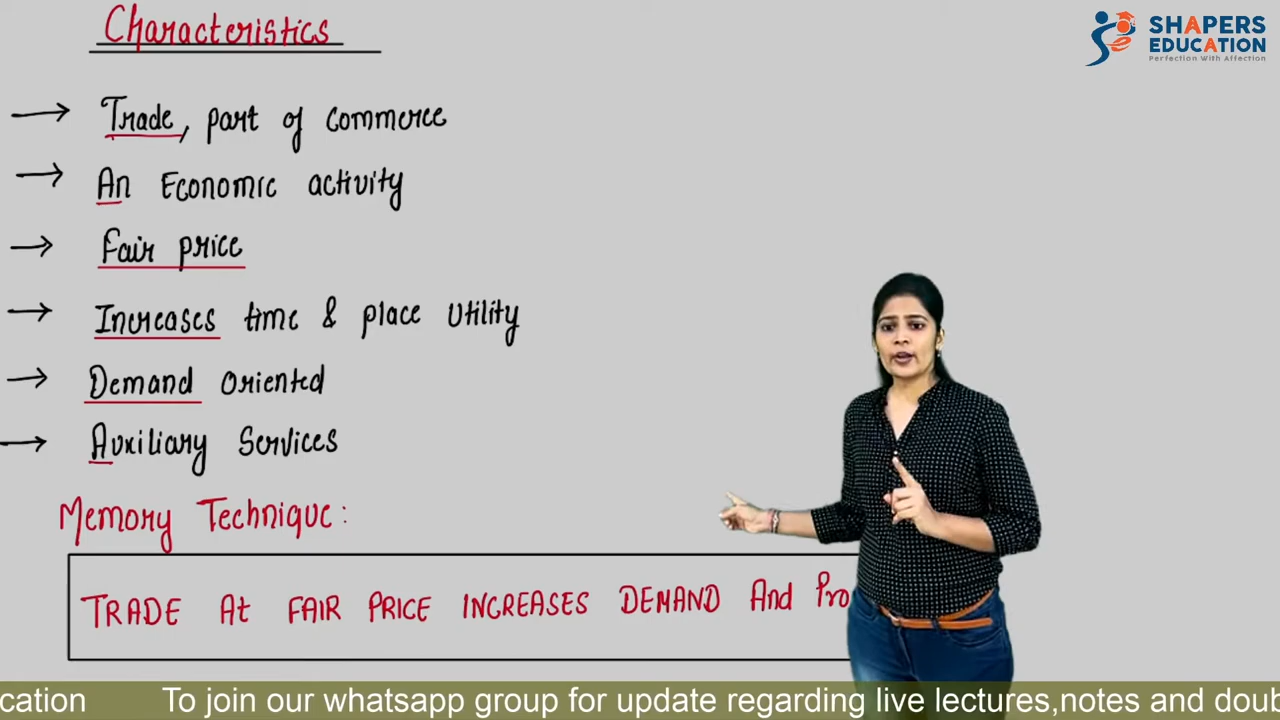 Characteristics
SHAPERS
EDUCATION
Perfection With Affection
→ Trade, part of commerce
→ An Economic activity
→ Fair price
→ Increases time & place utility
→ Demand oriented
→ Auxiliary Services
Memory Technique:
TRADE At FAIR PRICE INCREASES DEMAND And Pro
cation To join our whatsapp group for update regarding live lectures,notes and doub